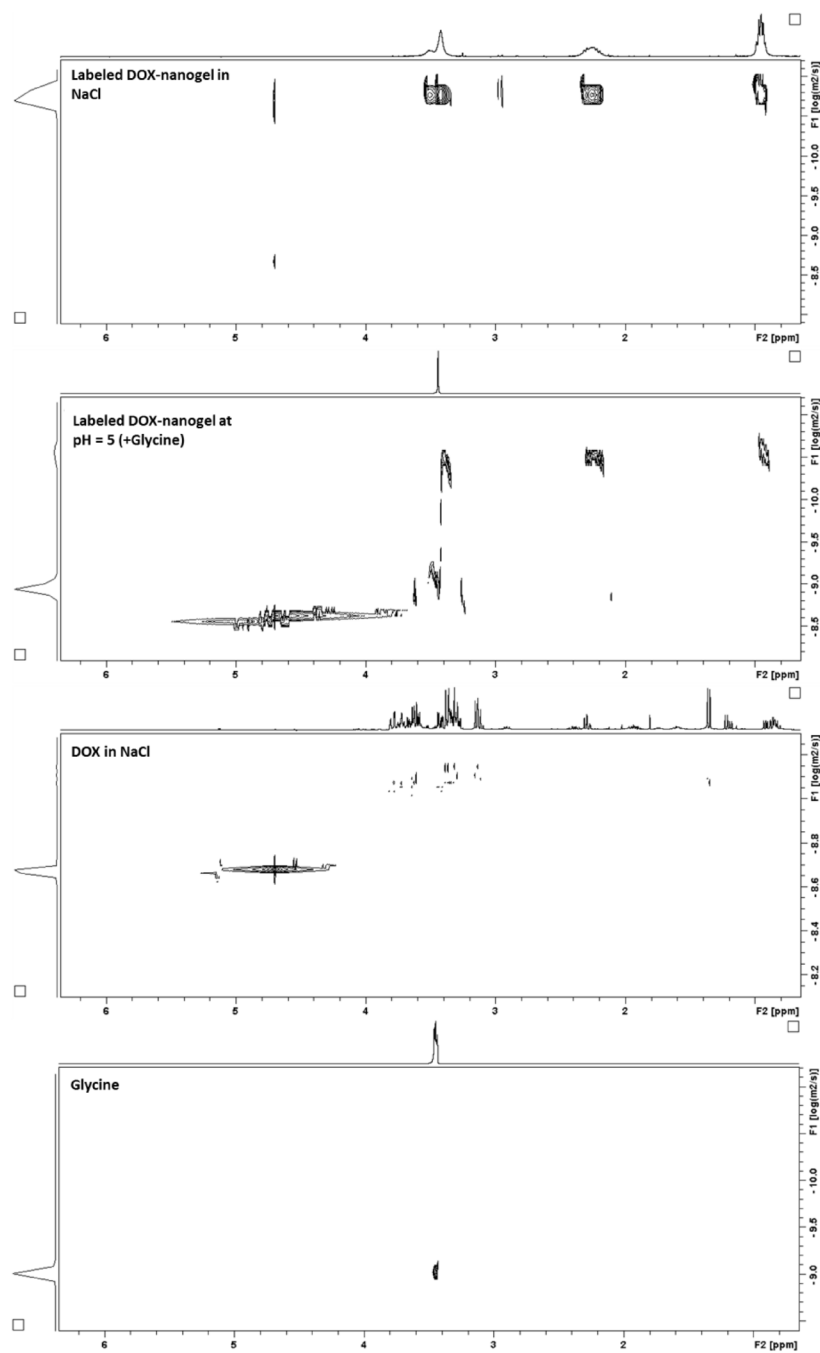 Labeled DOX-nanogel in
NaCl
F1 [log(m2/s)]
- 10.0
- 9.5
- 9.0
- 8.5
6 5 4 3 2 F2 [ppm]
Labeled DOX-nanogel at
pH = 5 (+Glycine)
F1 [log(m2/s)]
- 10.0
- 9.5
- 9.0
- 8.5
6 5 4 3 2 F2 [ppm]
DOX in NaCl
F1 [log(m2/s)]
- 8.8
- 8.6
- 8.4
- 8.2
6 5 4 3 2 F2 [ppm]
Glycine
F1 [log(m2/s)]
- 10.0
- 9.5
- 9.0
6 5 4 3 2 F2 [ppm]